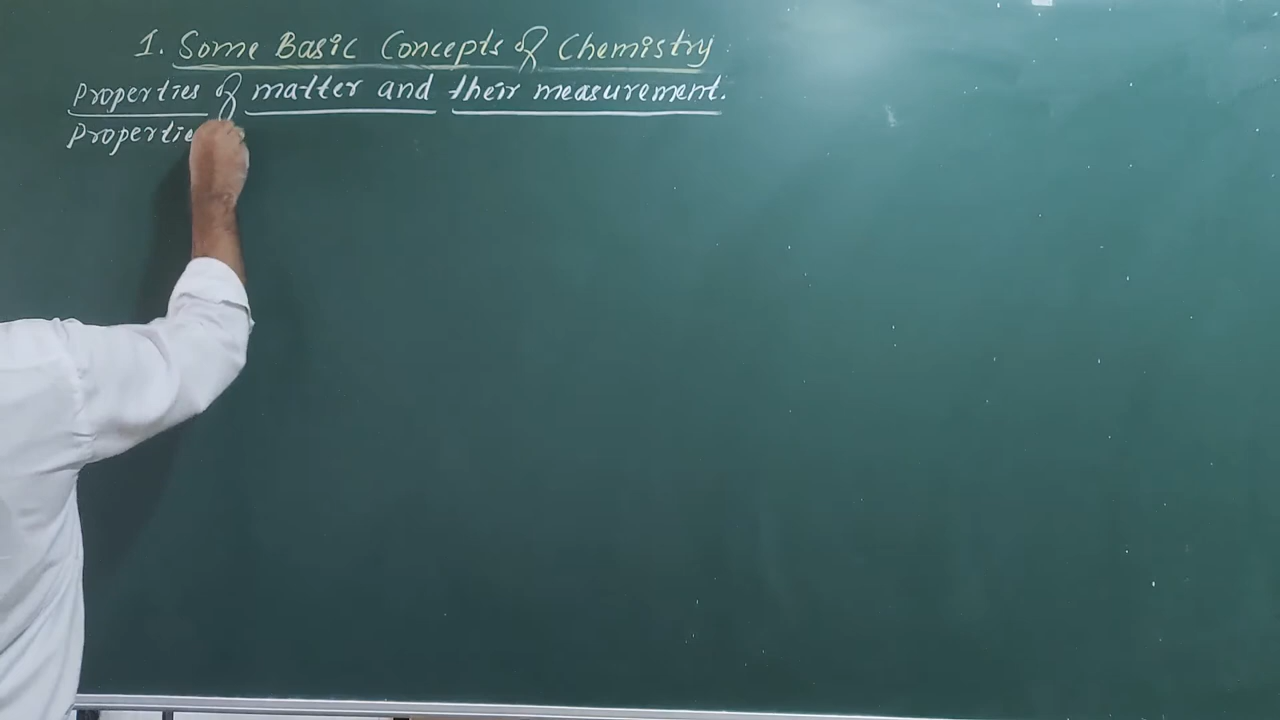 1. Some Basic Concepts of Chemistry
Properties of matter and their measurement.
Propertie